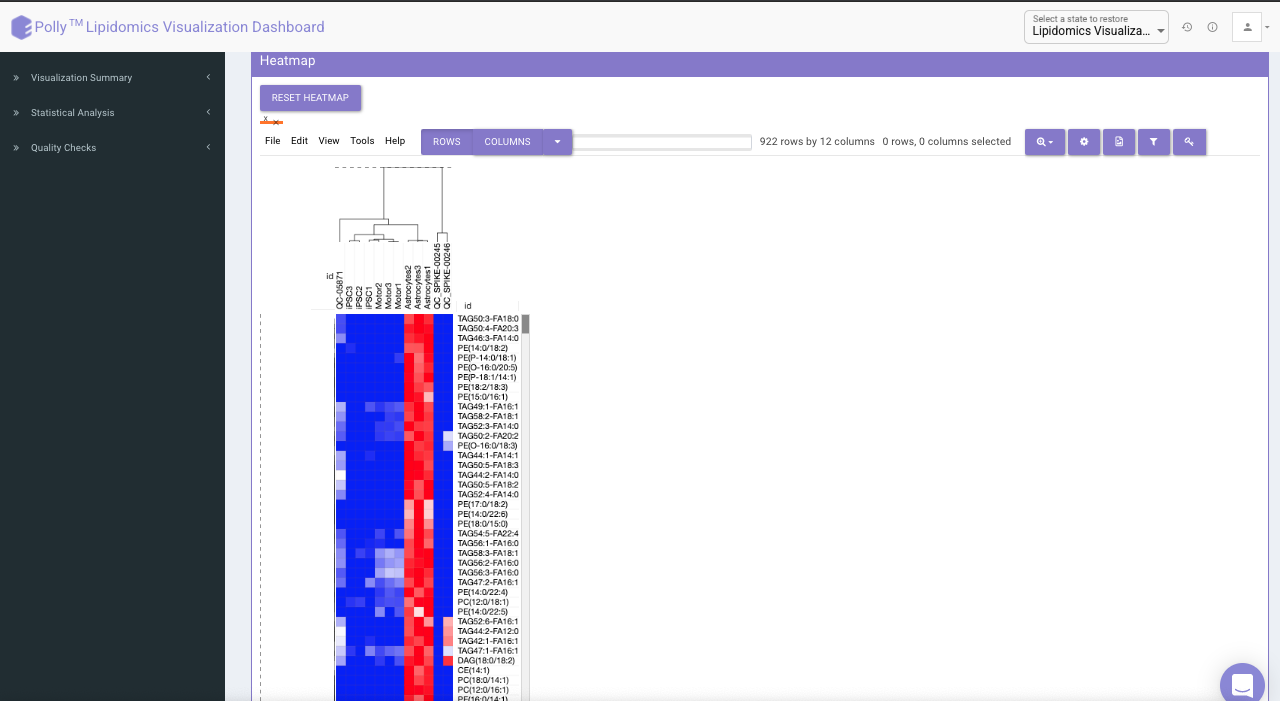 Polly™ Lipidomics Visualization Dashboard
Select a state to restore
Lipidomics Visualiza...
Visualization Summary
Statistical Analysis
Quality Checks
Heatmap
RESET HEATMAP
x
File Edit View Tools Help ROWS COLUMNS 922 rows by 12 columns 0 rows, 0 columns selected
id
QC-05871
iPSC3
iPSC2
iPSC1
Motor2
Motor3
Motor1
Astrocytes2
Astrocytes3
Astrocytes1
QC_SPIKE-00245
QC_SPIKE-00246
id
TAG50:3-FA18:0
TAG50:4-FA20:3
TAG46:3-FA14:0
PE(14:0/18:2)
PE(P-14:0/18:1)
PE(O-16:0/20:5)
PE(P-18:1/14:1)
PE(18:2/18:3)
PE(15:0/16:1)
TAG49:1-FA16:1
TAG58:2-FA18:1
TAG52:3-FA14:0
TAG50:2-FA20:2
PE(O-16:0/18:3)
TAG44:1-FA14:1
TAG50:5-FA18:3
TAG44:2-FA14:0
TAG50:5-FA18:2
TAG52:4-FA14:0
PE(17:0/18:2)
PE(14:0/22:6)
PE(18:0/15:0)
TAG54:5-FA22:4
TAG56:1-FA16:0
TAG58:3-FA18:1
TAG56:2-FA16:0
TAG56:3-FA16:0
TAG47:2-FA16:1
PE(14:0/22:4)
PC(12:0/18:1)
PE(14:0/22:5)
TAG52:6-FA16:1
TAG44:2-FA12:0
TAG42:1-FA16:1
TAG47:1-FA16:1
DAG(18:0/18:2)
CE(14:1)
PC(18:0/14:1)
PC(12:0/16:1)
PE(16:0/14:1)